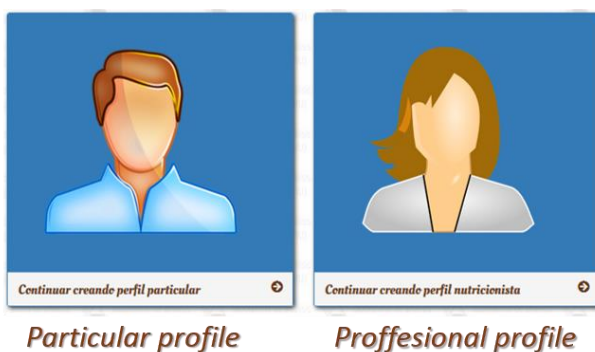 Continuar creando perfil particular
Continuar creando perfil nutricionista
Particular profile
Proffesional profile